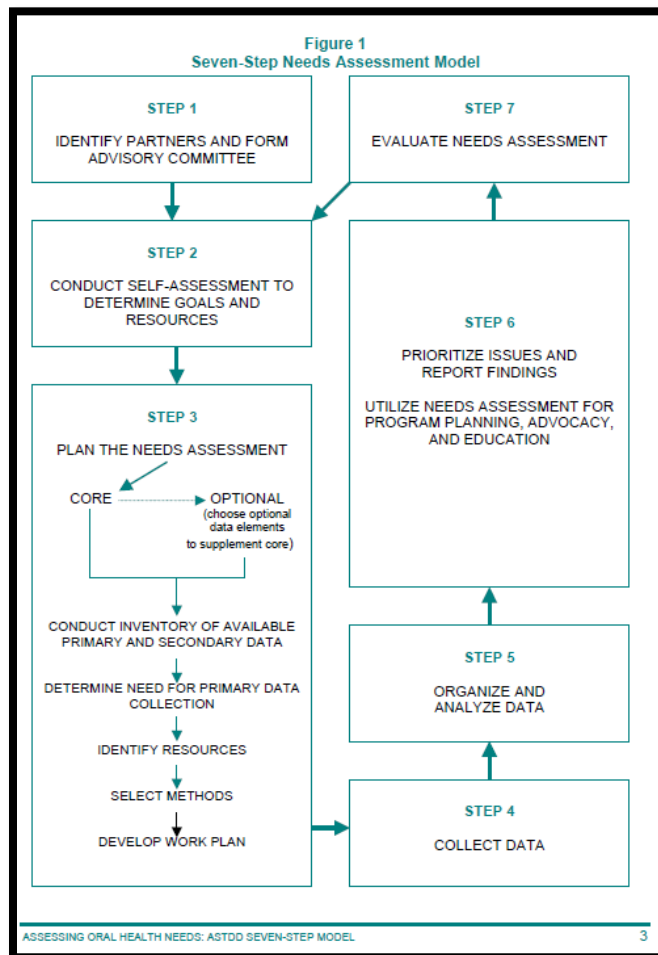 Figure 1
Seven-Step Needs Assessment Model
STEP 1
IDENTIFY PARTNERS AND FORM
ADVISORY COMMITTEE
STEP 2
CONDUCT SELF-ASSESSMENT TO
DETERMINE GOALS AND
RESOURCES
STEP 3
PLAN THE NEEDS ASSESSMENT
CORE
OPTIONAL
(choose optional
data elements
to supplement core)
CONDUCT INVENTORY OF AVAILABLE
PRIMARY AND SECONDARY DATA
DETERMINE NEED FOR PRIMARY DATA
COLLECTION
IDENTIFY RESOURCES
SELECT METHODS
DEVELOP WORK PLAN
STEP 4
COLLECT DATA
STEP 5
ORGANIZE AND
ANALYZE DATA
STEP 6
PRIORITIZE ISSUES AND
REPORT FINDINGS
UTILIZE NEEDS ASSESSMENT FOR
PROGRAM PLANNING, ADVOCACY,
AND EDUCATION
STEP 7
EVALUATE NEEDS ASSESSMENT
ASSESSING ORAL HEALTH NEEDS: ASTDD SEVEN-STEP MODEL
3